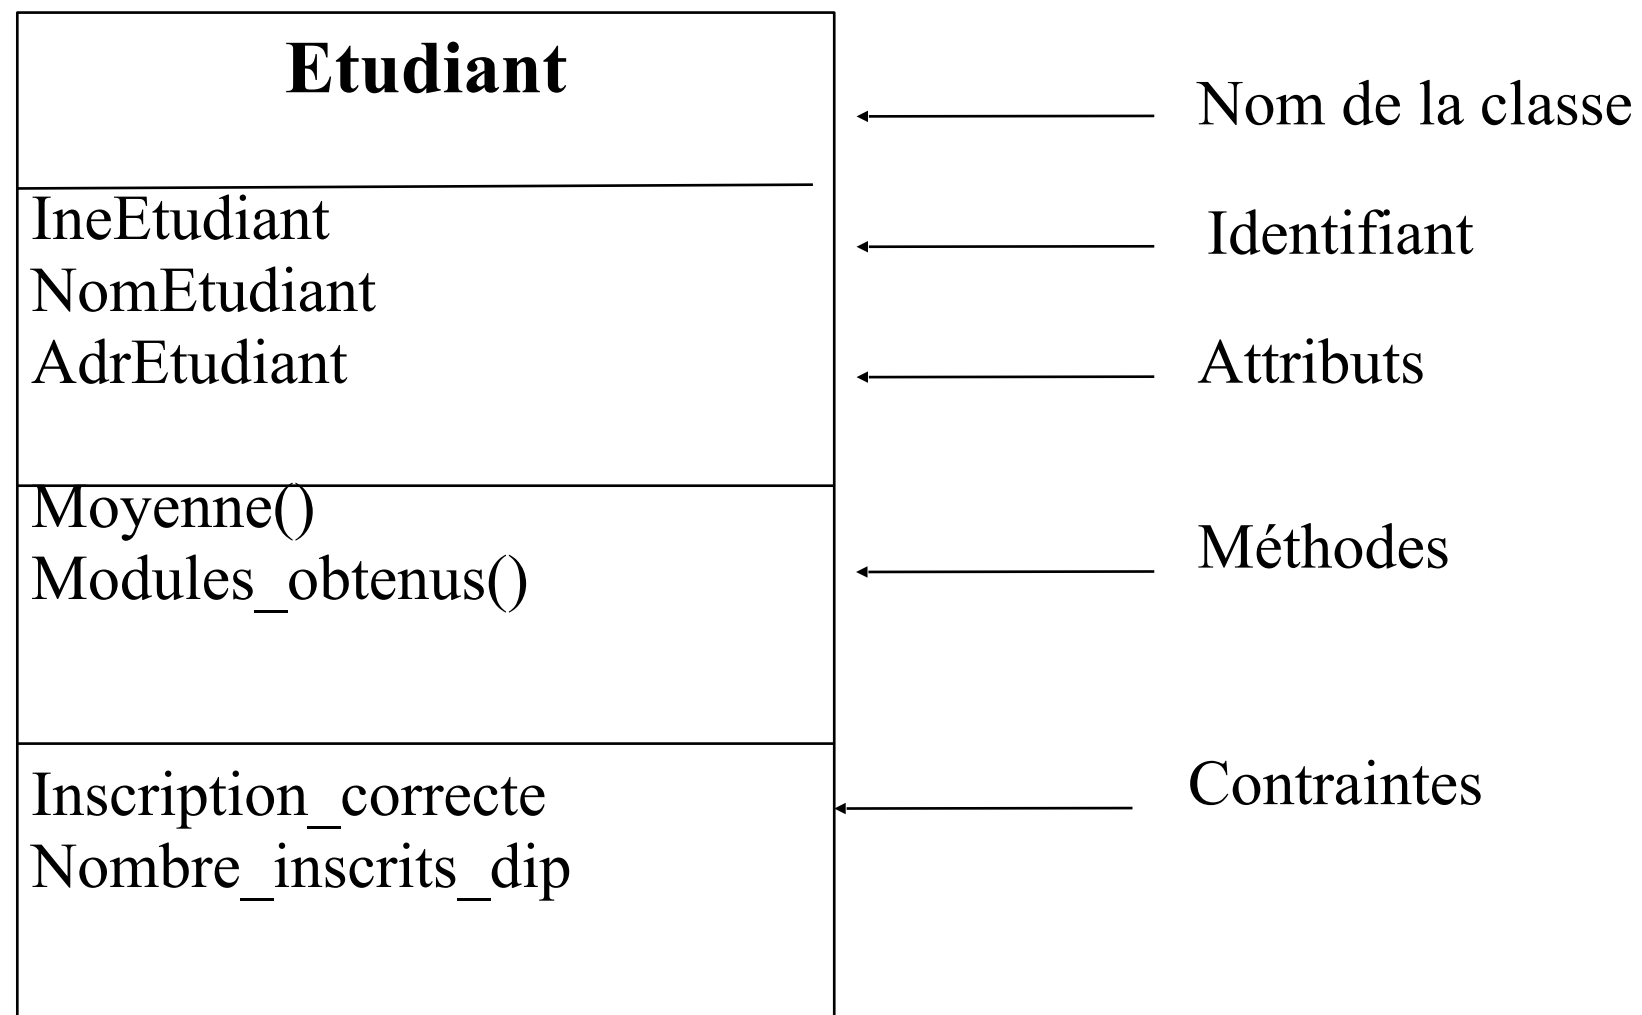 Etudiant
Nom de la classe
IneEtudiant
Identifiant
NomEtudiant
AdrEtudiant
Attributs
Moyenne()
Modules_obtenus()
Méthodes
Inscription_correcte
Contraintes
Nombre_inscrits_dip